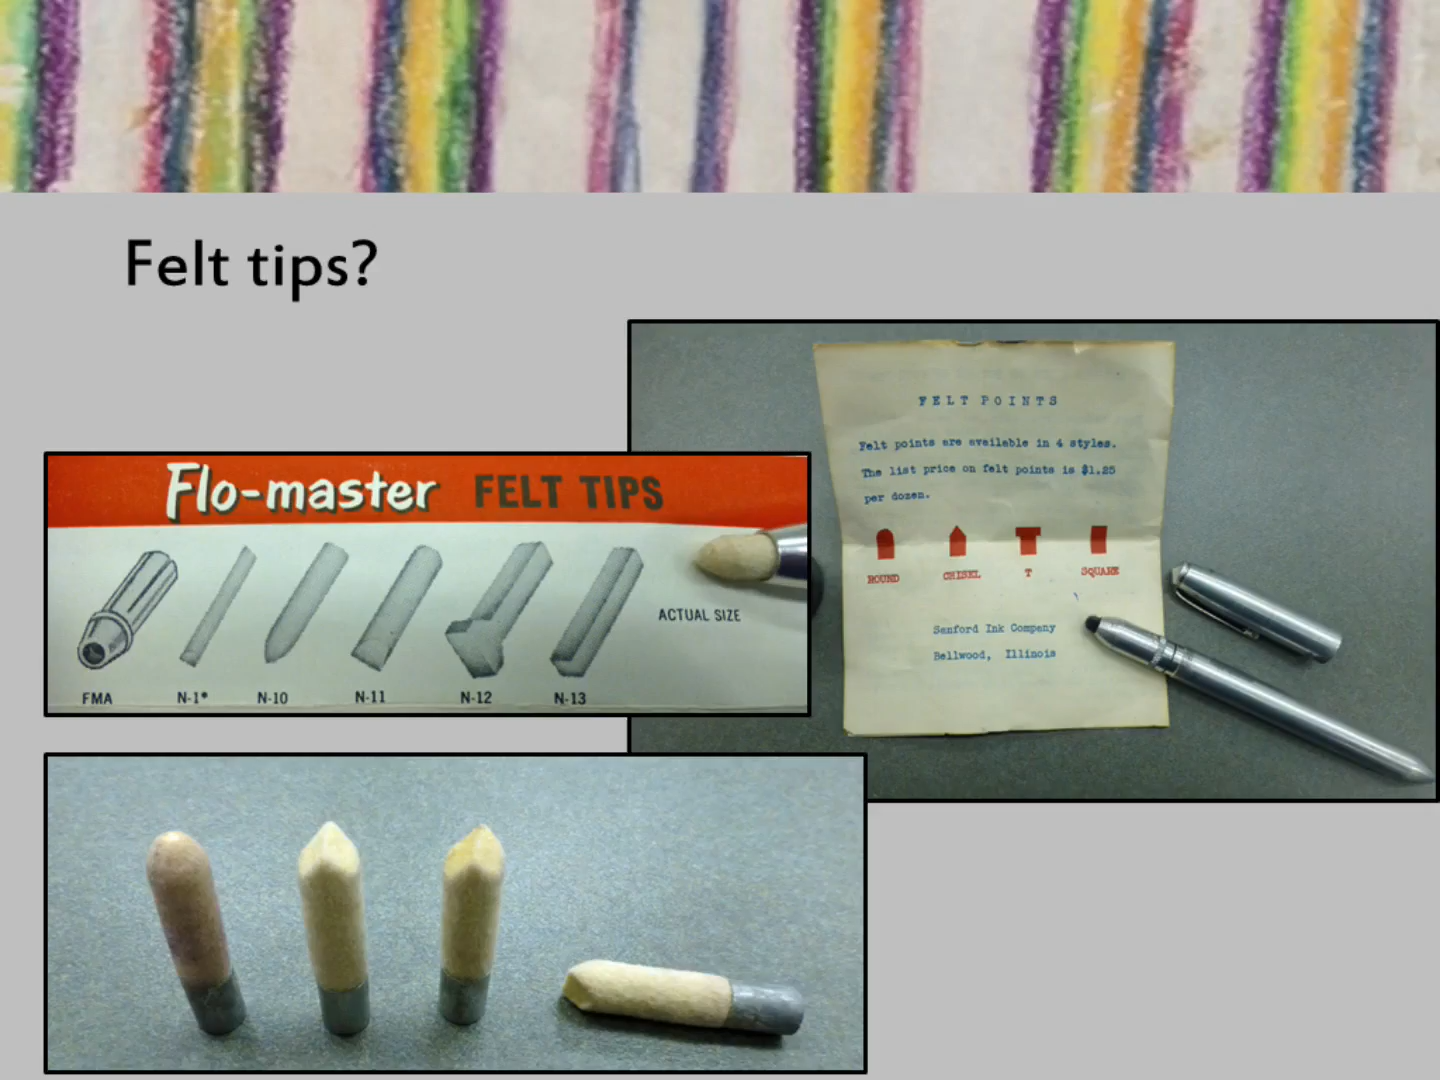 Felt tips?
Flo-master FELT TIPS
ACTUAL SIZE
FMA N-1* N-10 N-11 N-12 N-13
FELT POINTS
Felt points are available in 4 styles.
The list price on felt points is $1.25
per dozen.
ROUND CHISEL T SQUARE
Sanford Ink Company
Bellwood, Illinois